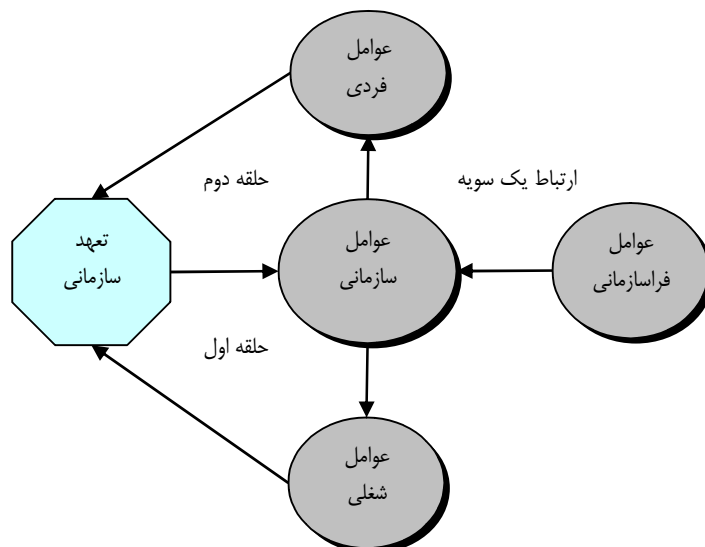 عوامل
فردی
ارتباط یک سویه
حلقه دوم
عوامل
فراسازمانی
عوامل
سازمانی
تعهد
سازمانی
حلقه اول
عوامل
شغلی